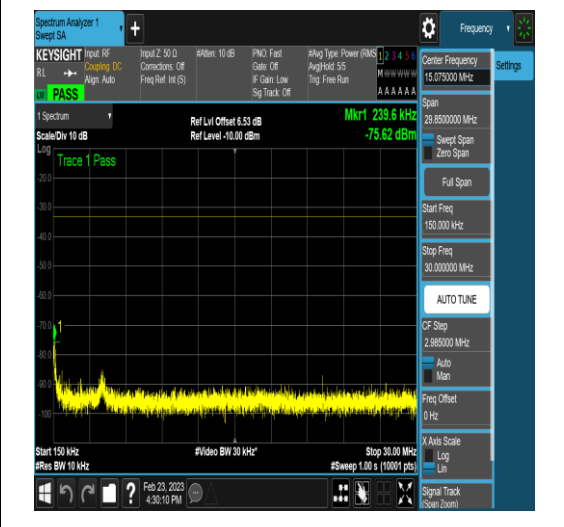 Spectrum Analyzer 1
Swept SA
+
Frequency
KEYSIGHT
RL
PASS
Input: RF
Coupling: DC
Align: Auto
Input Z: 50 Ω
Corrections: Off
Freq Ref: Int (S)
#Atten: 10 dB
PNO: Fast
Gate: Off
IF Gain: Low
Sig Track: Off
#Avg Type: Power (RMS)
Avg|Hold: 5/5
Trig: Free Run
1 2 3 4 5 6
M W W W W W
A A A A A A
1 Spectrum
Scale/Div 10 dB
Ref Lvl Offset 6.53 dB
Ref Level -10.00 dBm
Mkr1 239.6 kHz
-75.62 dBm
Log
Trace 1 Pass
-20.0
-30.0
-40.0
-50.0
-60.0
-70.0
1
-80.0
-90.0
-100
Start 150 kHz
#Res BW 10 kHz
#Video BW 30 kHz*
Stop 30.00 MHz
#Sweep 1.00 s (10001 pts)
Feb 23, 2023
4:30:10 PM
?
Center Frequency
15.075000 MHz
Settings
Span
29.8500000 MHz
Swept Span
Zero Span
Full Span
Start Freq
150.000 kHz
Stop Freq
30.000000 MHz
AUTO TUNE
CF Step
2.985000 MHz
Auto
Man
Freq Offset
0 Hz
X Axis Scale
Log
Lin
Signal Track
(Span Zoom)